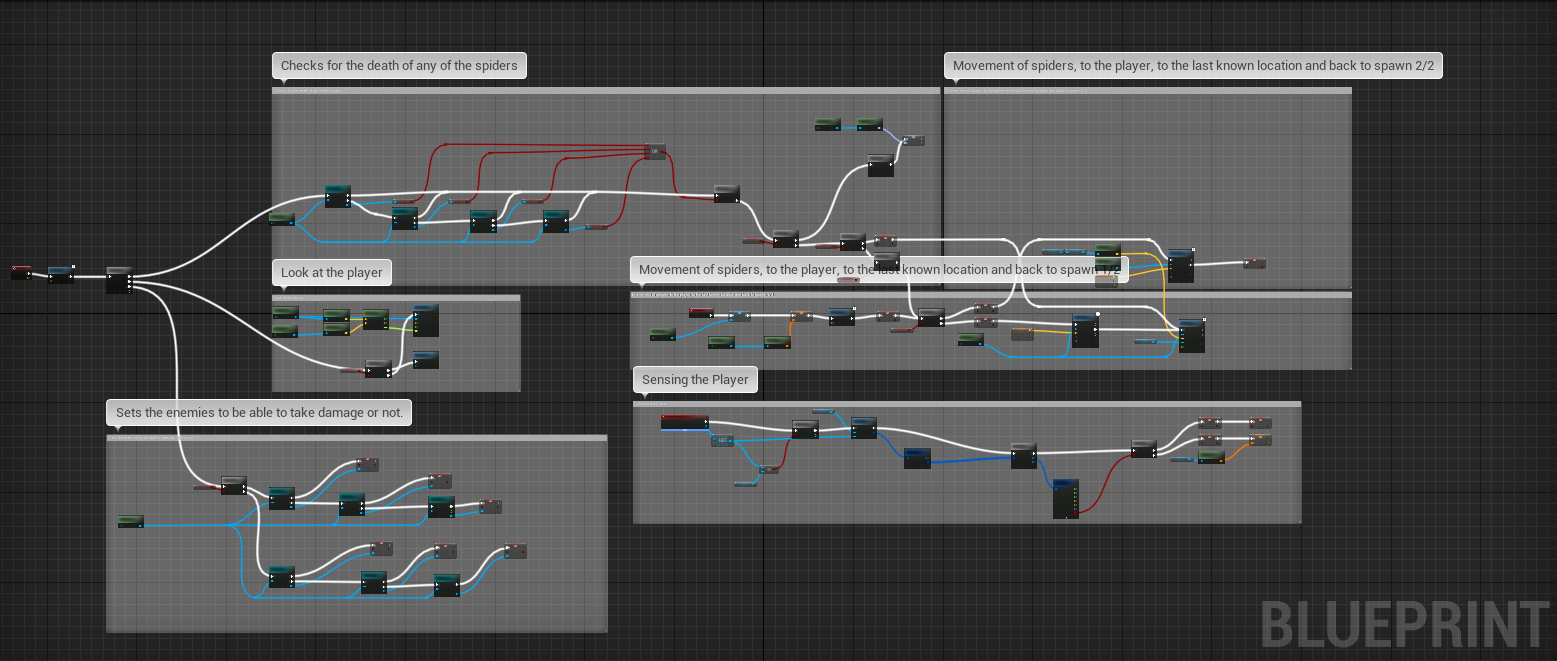 Checks for the death of any of the spiders
Movement of spiders, to the player, to the last known location and back to spawn 2/2
OR
Look at the player
Movement of spiders, to the player, to the last known location and back to spawn 1/2
Sensing the Player
Sets the enemies to be able to take damage or not.
GET
BLUEPRINT